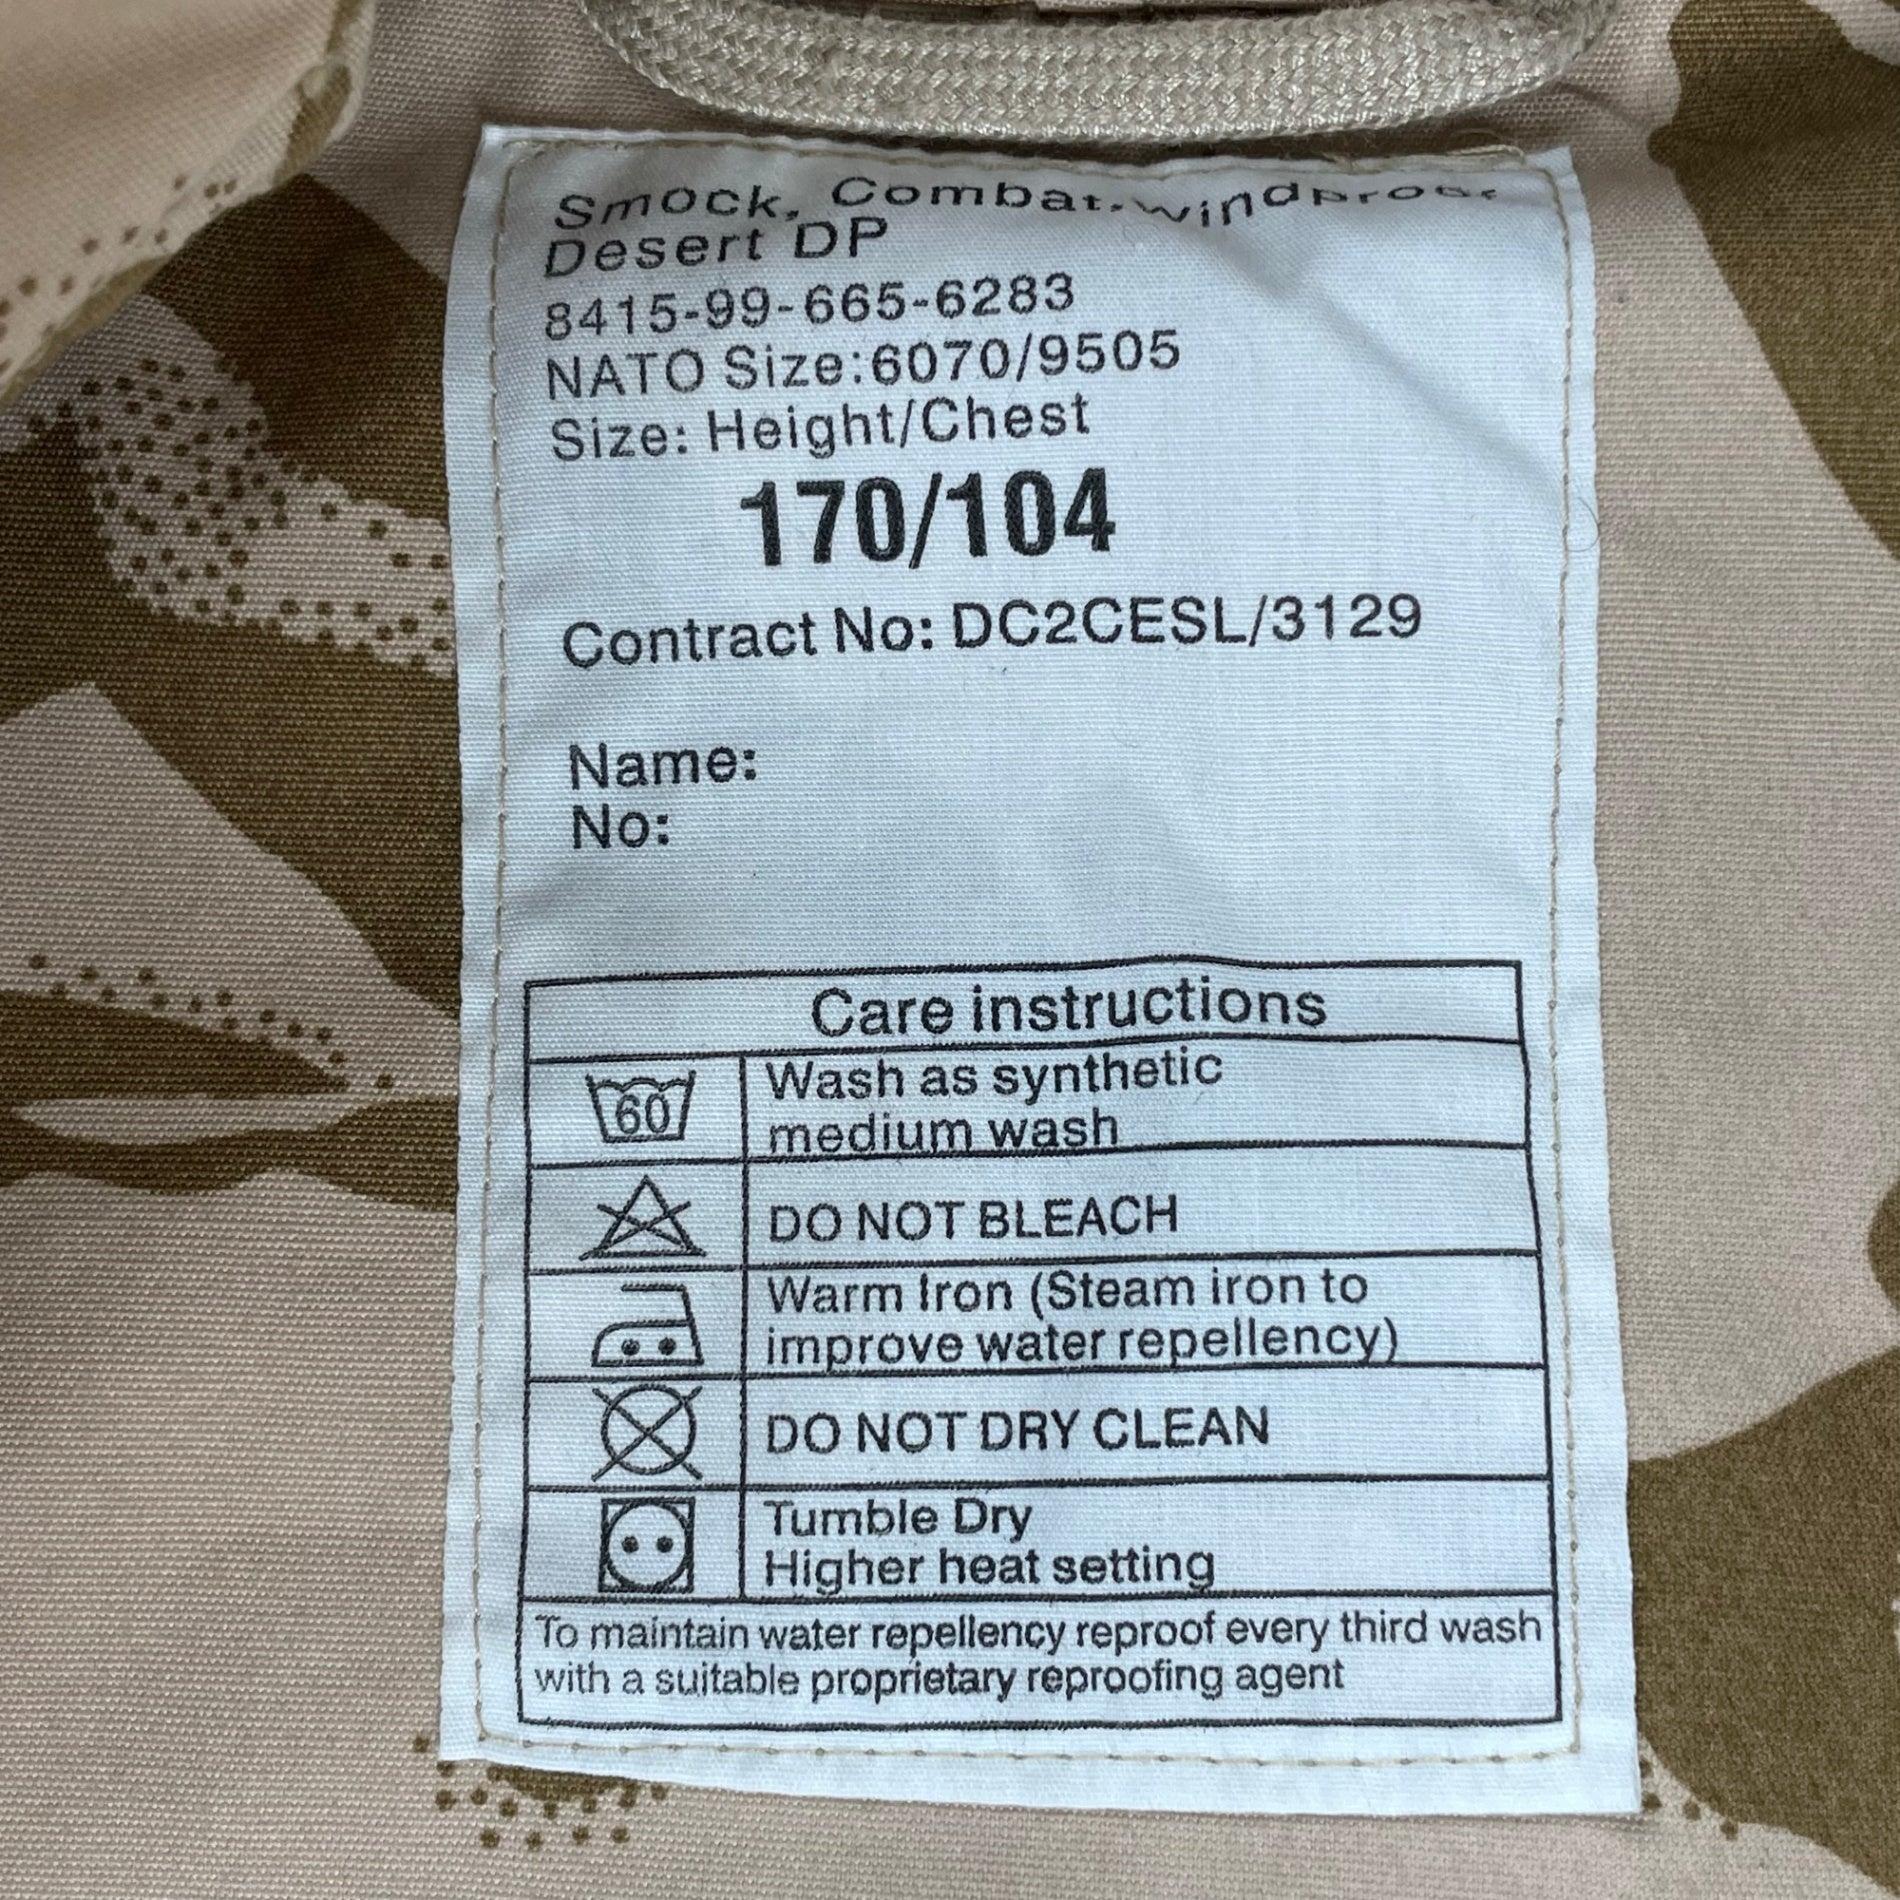 Smock, Combat, windproof,
Desert DP
8415-99-665-6283
NATO Size:6070/9505
Size: Height/Chest
170/104
Contract No: DC2CESL/3129
Name:
No:
Care instructions
60
Wash as synthetic
medium wash
DO NOT BLEACH
Warm Iron (Steam iron to
improve water repellency)
DO NOT DRY CLEAN
Tumble Dry
Higher heat setting
To maintain water repellency reproof every third wash
with a suitable proprietary reproofing agent